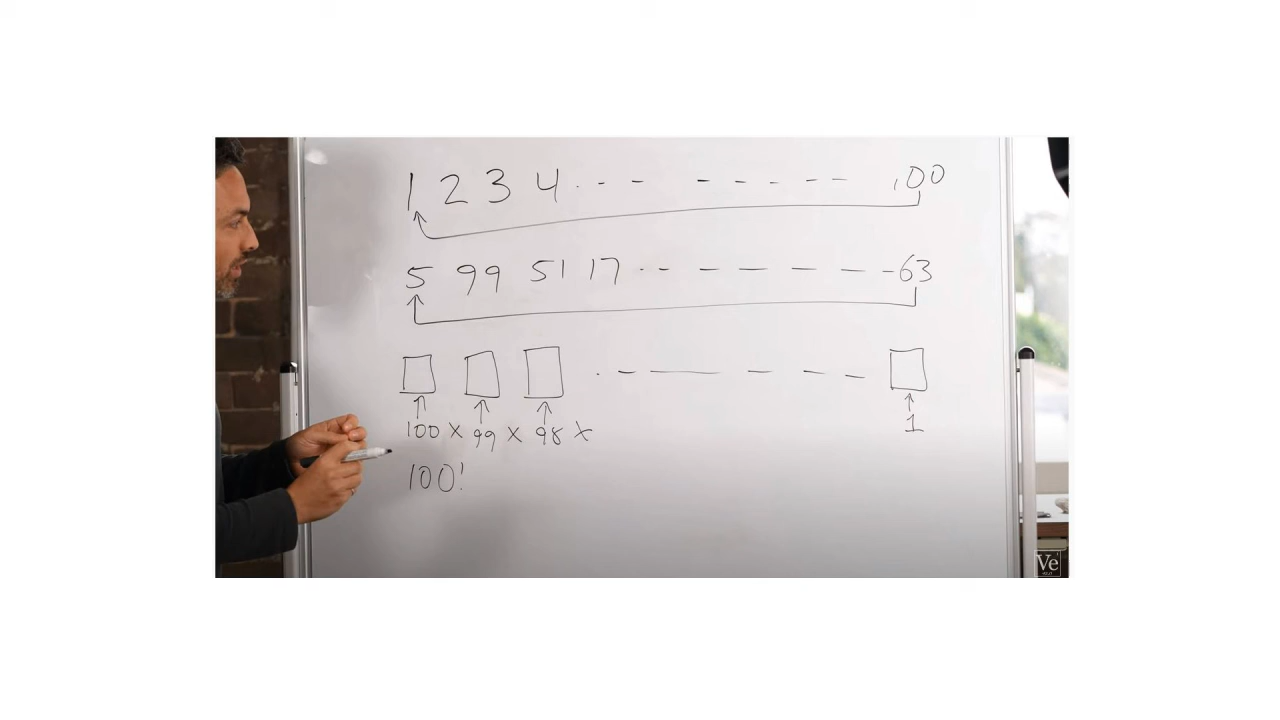 1 2 3 4 . - - - - - - - - 100
5 99 51 17 - - - - - - - 63
100 x 99 x 98 x 1
100!
Ve